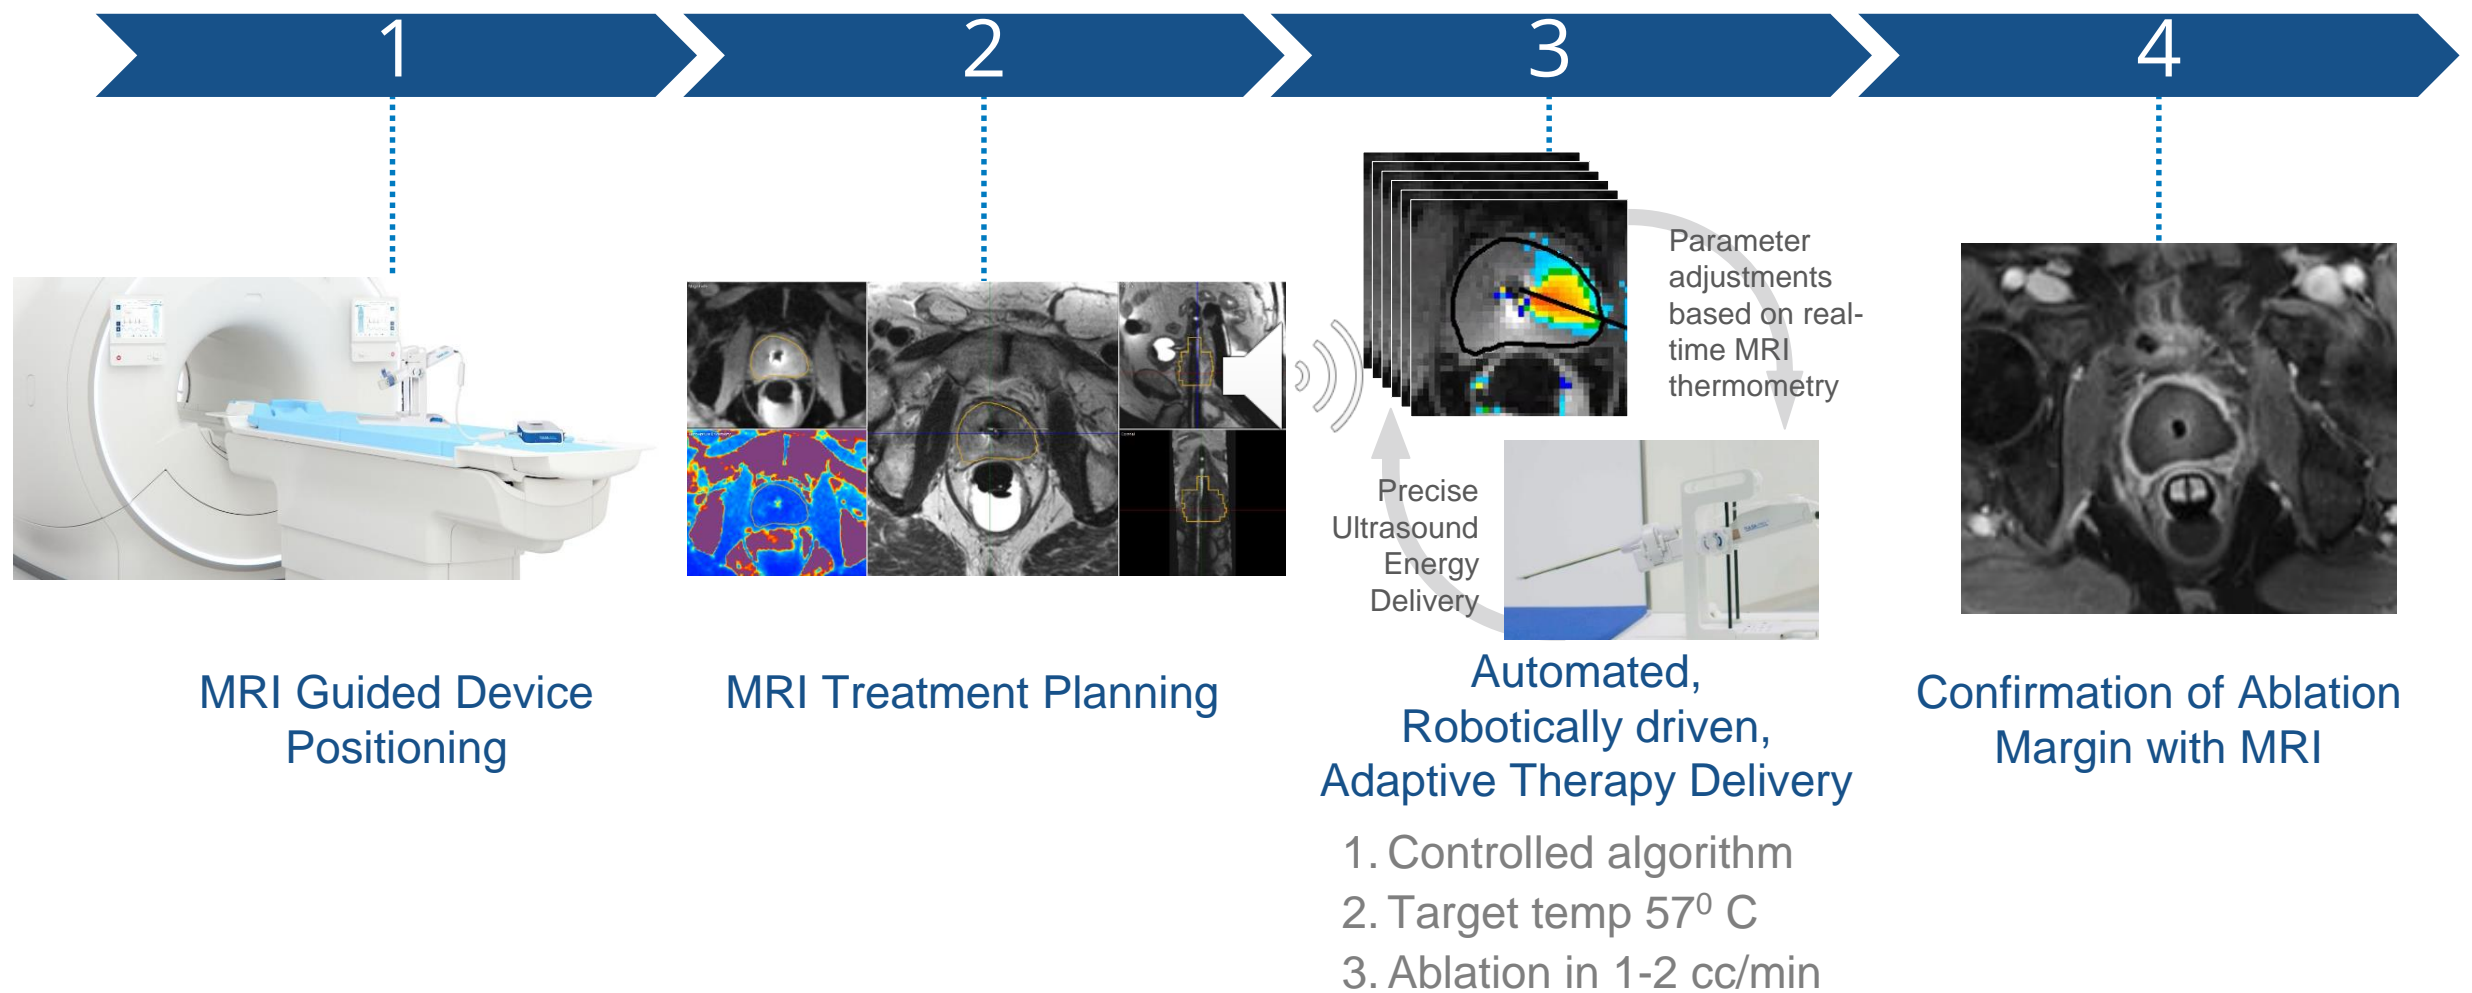 1
2
3
4
Parameter
adjustments
based on real-
time MRI
thermometry
Precise
Ultrasound
Energy
Delivery
MRI Guided Device
Positioning
MRI Treatment Planning
Automated,
Robotically driven,
Adaptive Therapy Delivery
1. Controlled algorithm
2. Target temp 57⁰ C
3. Ablation in 1-2 cc/min
Confirmation of Ablation
Margin with MRI